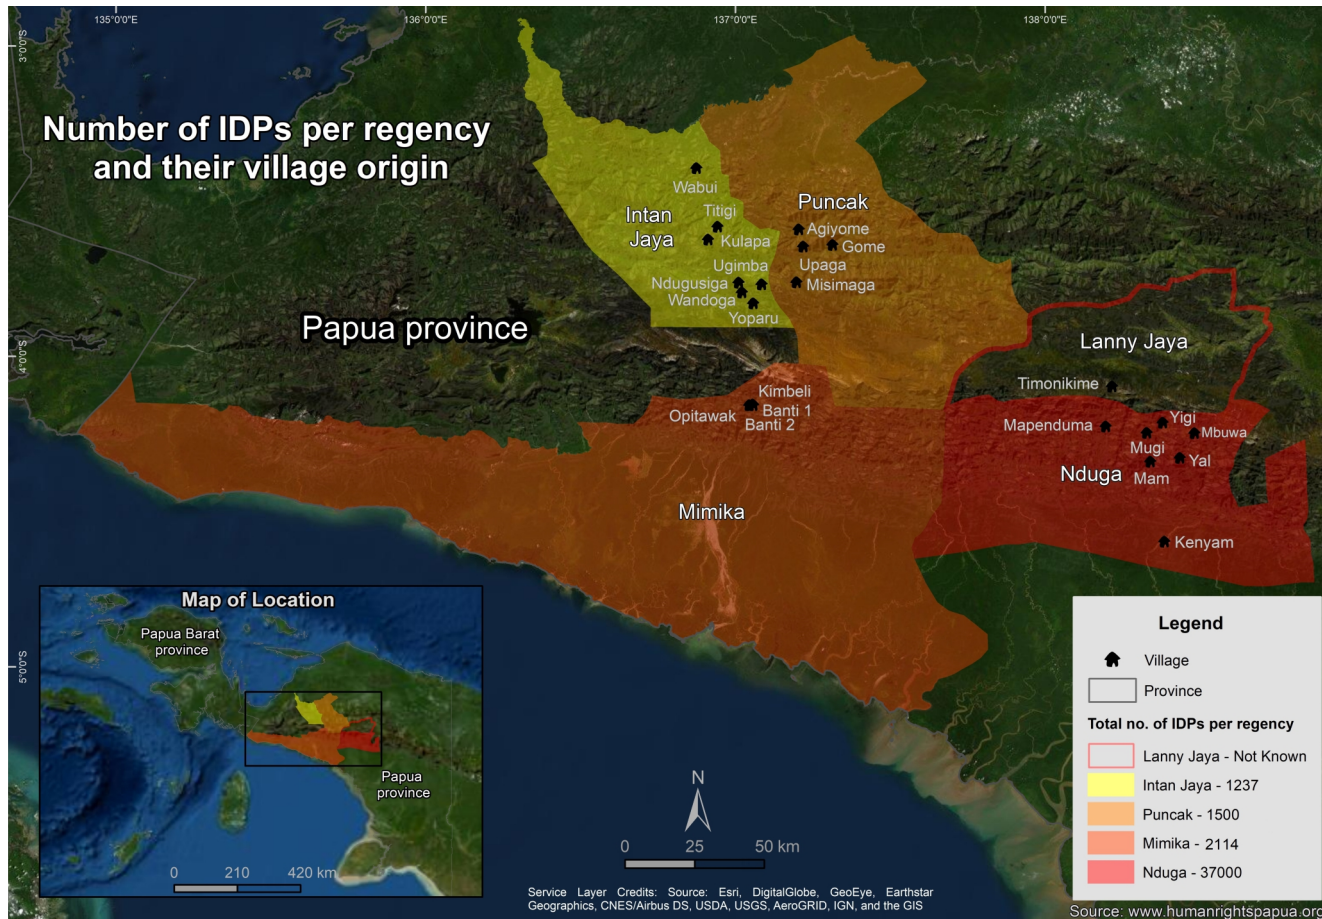 135°0'0"E
136°0'0"E
137°0'0"E
138°0'0"E
3°0'0"S
4°0'0"S
5°0'0"S
Number of IDPs per regency
and their village origin
Papua province
Wabui
Intan
Jaya
Titigi
Kulapa
Ugimba
Ndugusiga
Wandoga
Yoparu
Puncak
Agiyome
Gome
Upaga
Misimaga
Lanny Jaya
Timonikime
Kimbeli
Opitawak
Banti 1
Banti 2
Mapenduma
Yigi
Mbuwa
Mugi
Yal
Nduga
Mam
Kenyam
Mimika
Map of Location
Papua Barat
province
Papua
province
0 210 420 km
N
0 25 50 km
Service Layer Credits: Source: Esri, DigitalGlobe, GeoEye, Earthstar
Geographics, CNES/Airbus DS, USDA, USGS, AeroGRID, IGN, and the GIS
Legend
Village
Province
Total no. of IDPs per regency
Lanny Jaya - Not Known
Intan Jaya - 1237
Puncak - 1500
Mimika - 2114
Nduga - 37000
Source: www.humanrightspapua.org